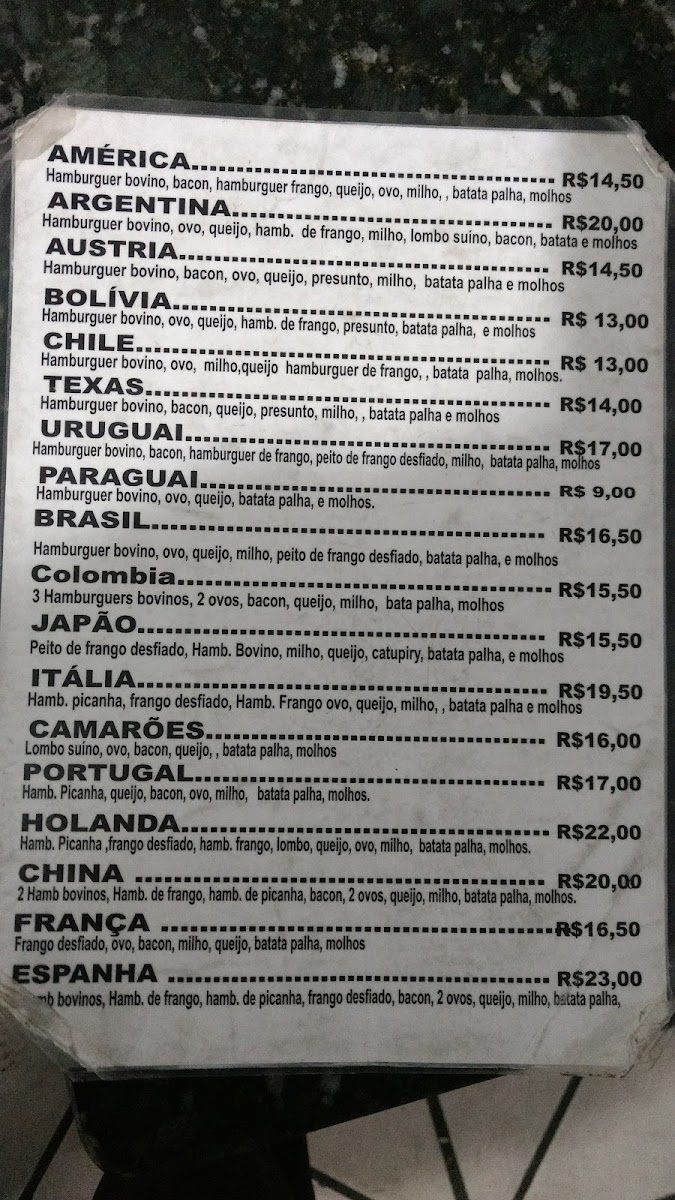 AMÉRICA................................................ R$14,50
Hamburguer bovino, bacon, hamburguer frango, queijo, ovo, milho, , batata palha, molhos
ARGENTINA.......................................... R$20,00
Hamburguer bovino, ovo, queijo, hamb. de frango, milho, lombo suíno, bacon, batata e molhos
AUSTRIA................................................ R$14,50
Hamburguer bovino, bacon, ovo, queijo, presunto, milho, batata palha e molhos
BOLÍVIA................................................. R$ 13,00
Hamburguer bovino, ovo, queijo, hamb. de frango, presunto, batata palha, e molhos
CHILE..................................................... R$ 13,00
Hamburguer bovino, ovo, milho,queijo hamburguer de frango, , batata palha, molhos.
TEXAS.................................................... R$14,00
Hamburguer bovino, bacon, queijo, presunto, milho, , batata palha e molhos
URUGUAI............................................... R$17,00
Hamburguer bovino, bacon, hamburguer de frango, peito de frango desfiado, milho, batata palha, molhos
PARAGUAI............................................. R$ 9,00
Hamburguer bovino, ovo, queijo, batata palha, e molhos.
BRASIL................................................... R$16,50
Hamburguer bovino, ovo, queijo, milho, peito de frango desfiado, batata palha, e molhos
Colombia................................................ R$15,50
3 Hamburguers bovinos, 2 ovos, bacon, queijo, milho, bata palha, molhos
JAPÃO.................................................... R$15,50
Peito de frango desfiado, Hamb. Bovino, milho, queijo, catupiry, batata palha, e molhos
ITÁLIA..................................................... R$19,50
Hamb. picanha, frango desfiado, Hamb. Frango ovo, queijo, milho, , batata palha e molhos
CAMARÕES............................................ R$16,00
Lombo suíno, ovo, bacon, queijo, , batata palha, molhos
PORTUGAL............................................. R$17,00
Hamb. Picanha, queijo, bacon, ovo, milho, batata palha, molhos.
HOLANDA................................................ R$22,00
Hamb. Picanha ,frango desfiado, hamb. frango, lombo, queijo, ovo, milho, batata palha, molhos.
CHINA ..................................................... R$20,00
2 Hamb bovinos, Hamb. de frango, hamb. de picanha, bacon, 2 ovos, queijo, milho, batata palha, molhos.
FRANÇA ..................................................R$16,50
Frango desfiado, ovo, bacon, milho, queijo, batata palha, molhos
ESPANHA ................................................. R$23,00
bovinos, Hamb. de frango, hamb. de picanha, frango desfiado, bacon, 2 ovos, queijo, milho, batata palha,